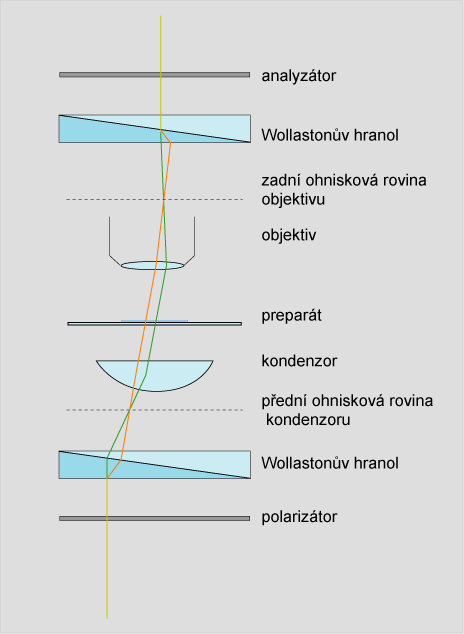 analyzátor
Wollastonův hranol
zadní ohnisková rovina
objektivu
objektiv
preparát
kondenzor
přední ohnisková rovina
kondenzoru
Wollastonův hranol
polarizátor